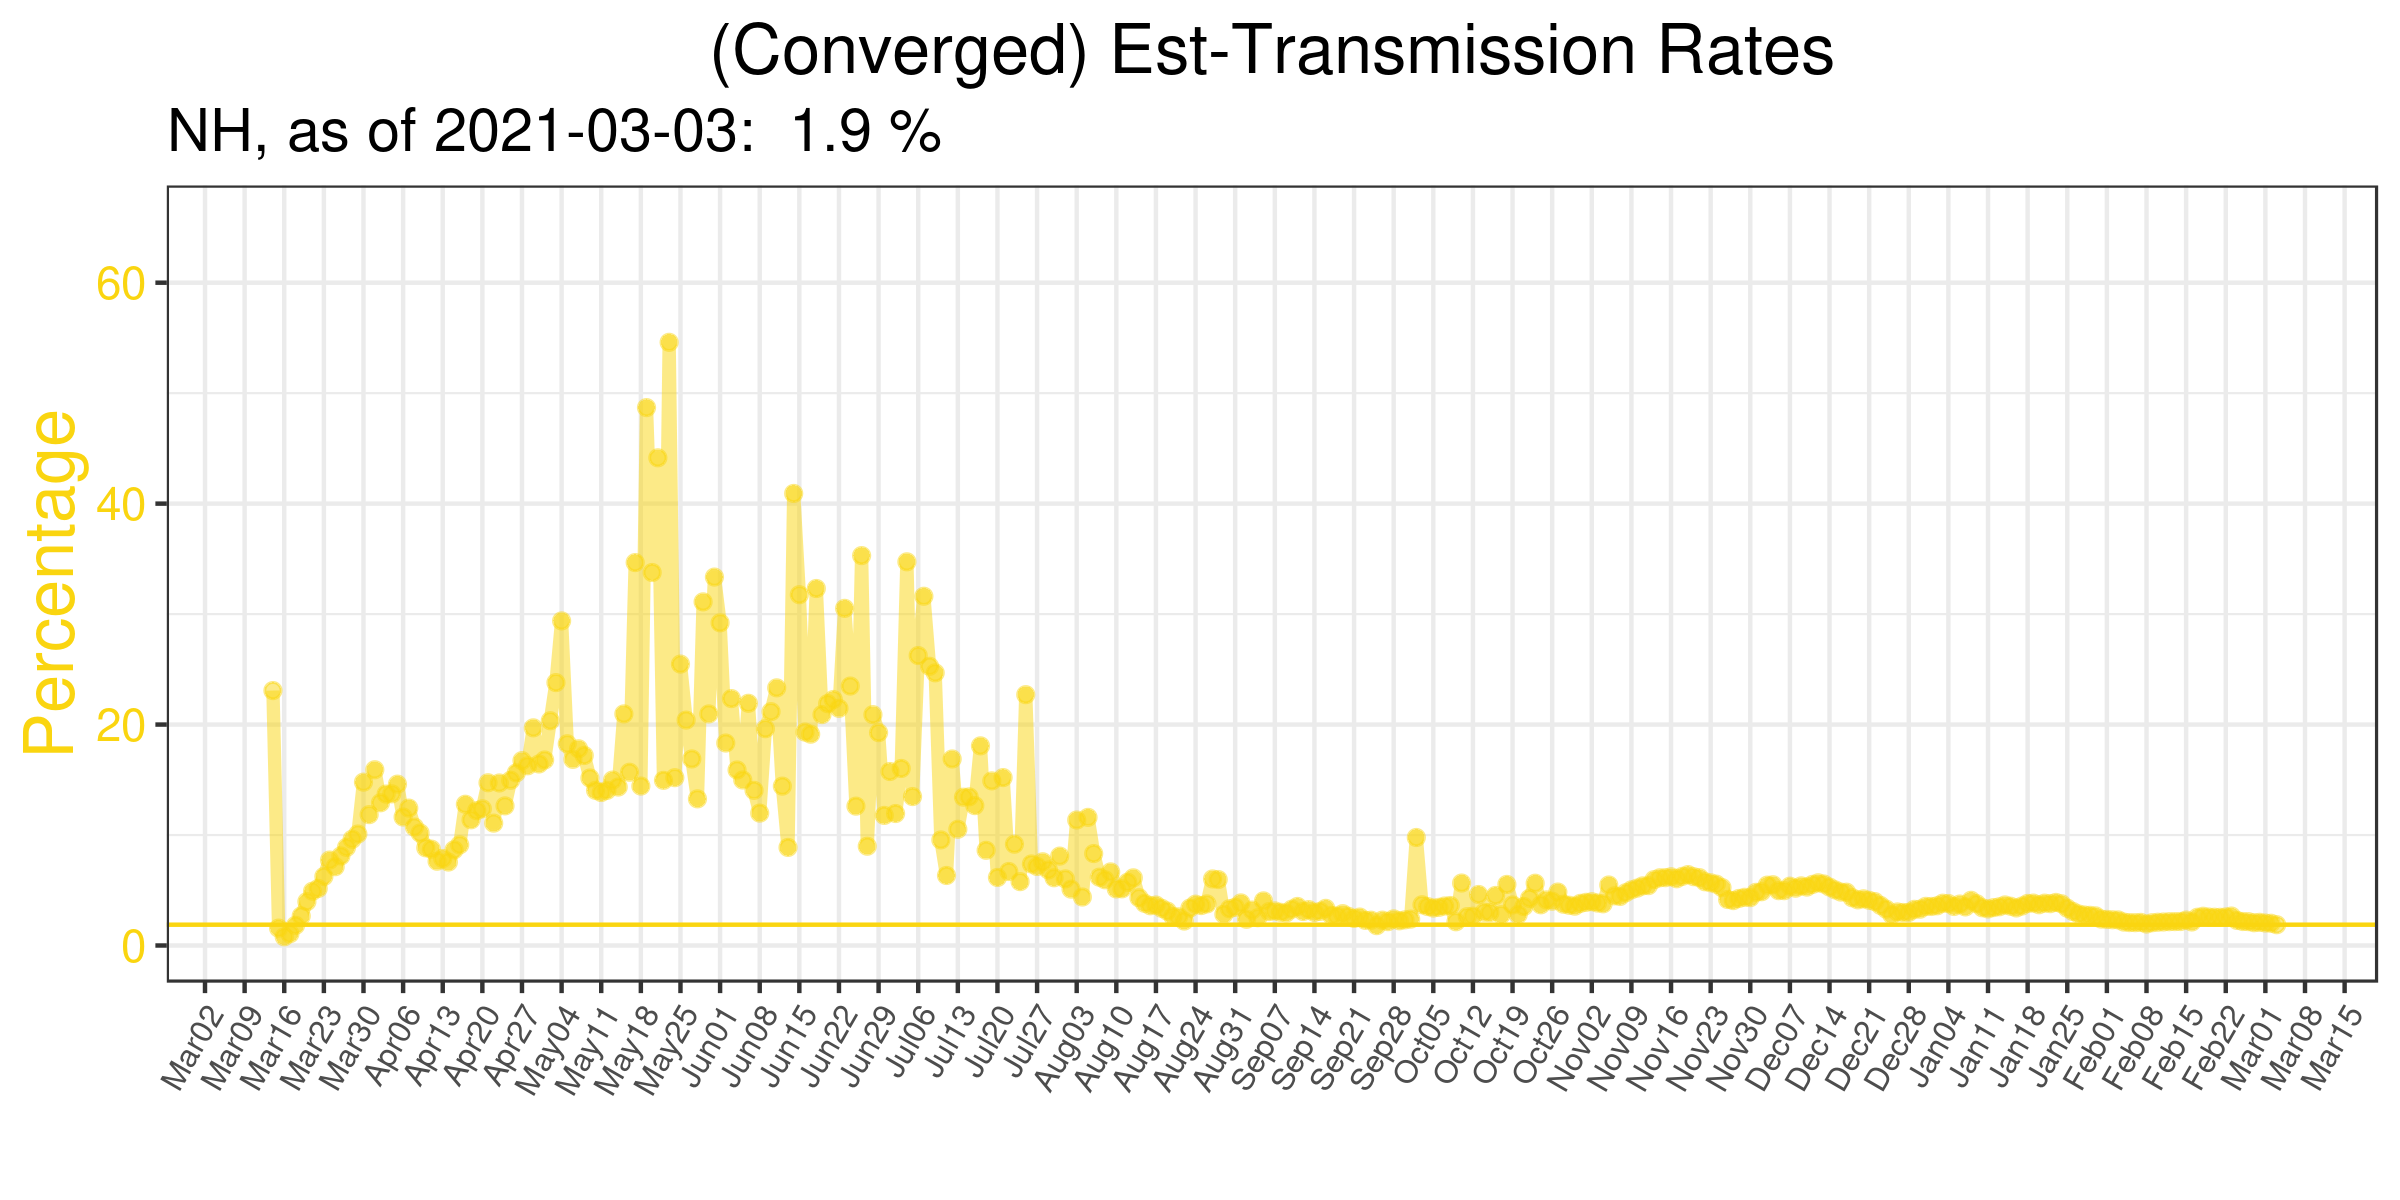 (Converged) Est-Transmission Rates
NH, as of 2021-03-03:  1.9 %
Percentage
60
40
20
0
Mar02
Mar09
Mar16
Mar23
Mar30
Apr06
Apr13
Apr20
Apr27
May04
May11
May18
May25
Jun01
Jun08
Jun15
Jun22
Jun29
Jul06
Jul13
Jul20
Jul27
Aug03
Aug10
Aug17
Aug24
Aug31
Sep07
Sep14
Sep21
Sep28
Oct05
Oct12
Oct19
Oct26
Nov02
Nov09
Nov16
Nov23
Nov30
Dec07
Dec14
Dec21
Dec28
Jan04
Jan11
Jan18
Jan25
Feb01
Feb08
Feb15
Feb22
Mar01
Mar08
Mar15